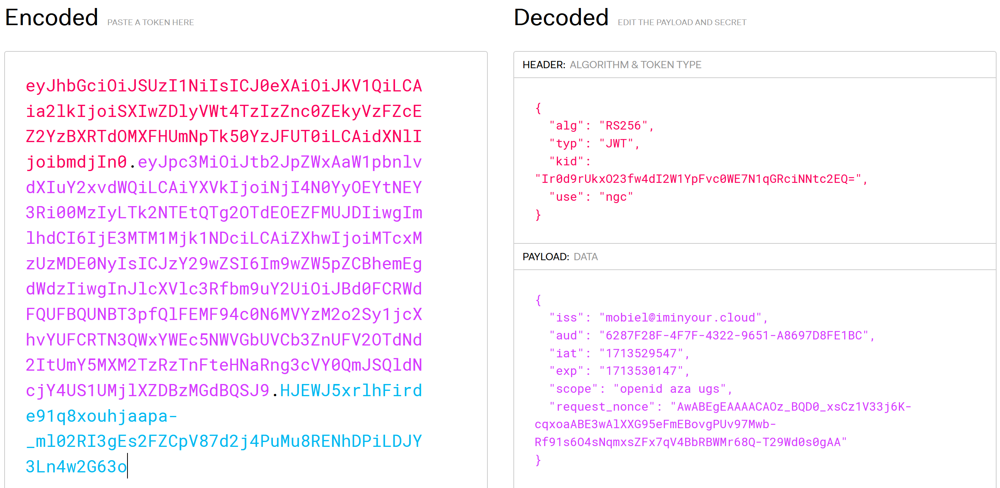 Encoded PASTE A TOKEN HERE
eyJhbGciOiJSUzI1NiIsICJ0eXAiOiJKV1QiLCA
ia2lkIjoiSXIwZDlyVWt4TzIzZnc0ZEkyVzFZcE
Z2YzBXRTdOMXFHUmNpTk50YzJFUT0iLCAidXNlI
joibmdjIn0.eyJpc3MiOiJtb2JpZWxAaW1pbnlv
dXIuY2xvdWQiLCAiYXVkIjoiNjI4N0YyOEYtNEY
3Ri00MzIyLTk2NTEtQTg2OTdEOEZFMUJDIiwgIm
lhdCI6IjE3MTM1Mjk1NDciLCAiZXhwIjoiMTcxM
zUzMDE0NyIsICJzY29wZSI6Im9wZW5pZCBhemEg
dWdzIiwgInJlcXVlc3Rfbm9uY2UiOiJBd0FCRWd
FQUFBQUNBT3pfQlFEMF94c0N6MVYzM2o2Sy1jcX
hvYUFCRTN3QWxYWEc5NWVGbUVCb3ZnUFV2OTdNd
2ItUmY5MXM2TzRzTnFteHNaRng3cVY0QmJSQldN
cjY4US1UMjlXZDBzMGdBQSJ9.HJEWJ5xrlhFird
e91q8xouhjaapa-
_ml02RI3gEs2FZCpV87d2j4PuMu8RENhDPiLDJY
3Ln4w2G63o
Decoded EDIT THE PAYLOAD AND SECRET
HEADER: ALGORITHM & TOKEN TYPE
{
"alg": "RS256",
"typ": "JWT",
"kid":
"Ir0d9rUkxO23fw4dI2W1YpFvc0WE7N1qGRciNNtc2EQ=",
"use": "ngc"
}
PAYLOAD: DATA
{
"iss": "mobiel@iminyour.cloud",
"aud": "6287F28F-4F7F-4322-9651-A8697D8FE1BC",
"iat": "1713529547",
"exp": "1713530147",
"scope": "openid aza ugs",
"request_nonce": "AwABEgEAAAACAOz_BQD0_xsCz1V33j6K-
cqxoaABE3wAlXXG95eFmEBovgPUv97Mwb-
Rf91s6O4sNqmxsZFx7qV4BbRBWMr68Q-T29Wd0s0gAA"
}